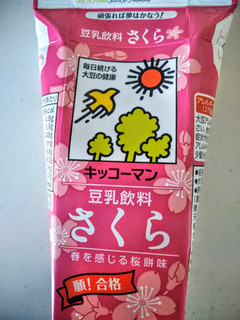 頑張れば夢はかなう!
豆乳飲料 さくら
毎日続ける
大豆の健康
キッコーマン
豆乳飲料
さくら
春を感じる桜餅味
願!合格